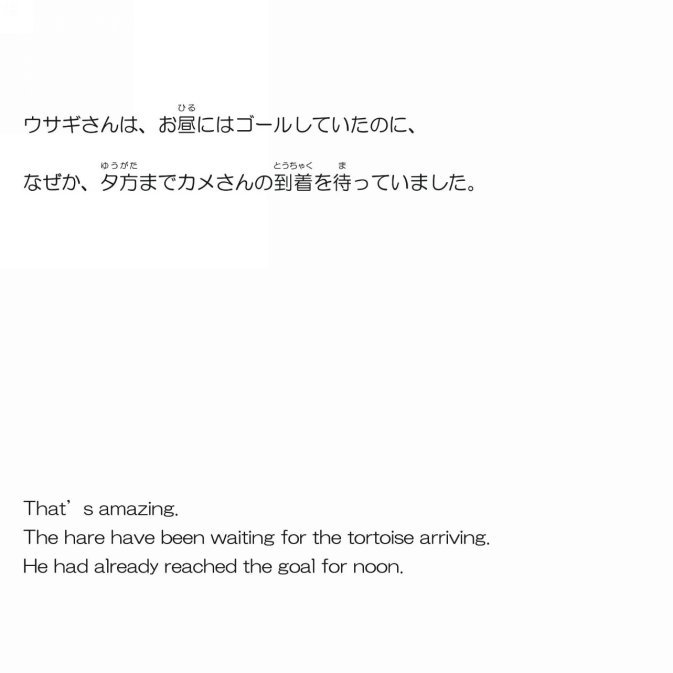 ひる
ウサギさんは、お昼にはゴールしていたのに、
ゆうがた とうちゃく ま
なぜか、夕方までカメさんの到着を待っていました。
That’s amazing.
The hare have been waiting for the tortoise arriving.
He had already reached the goal for noon.